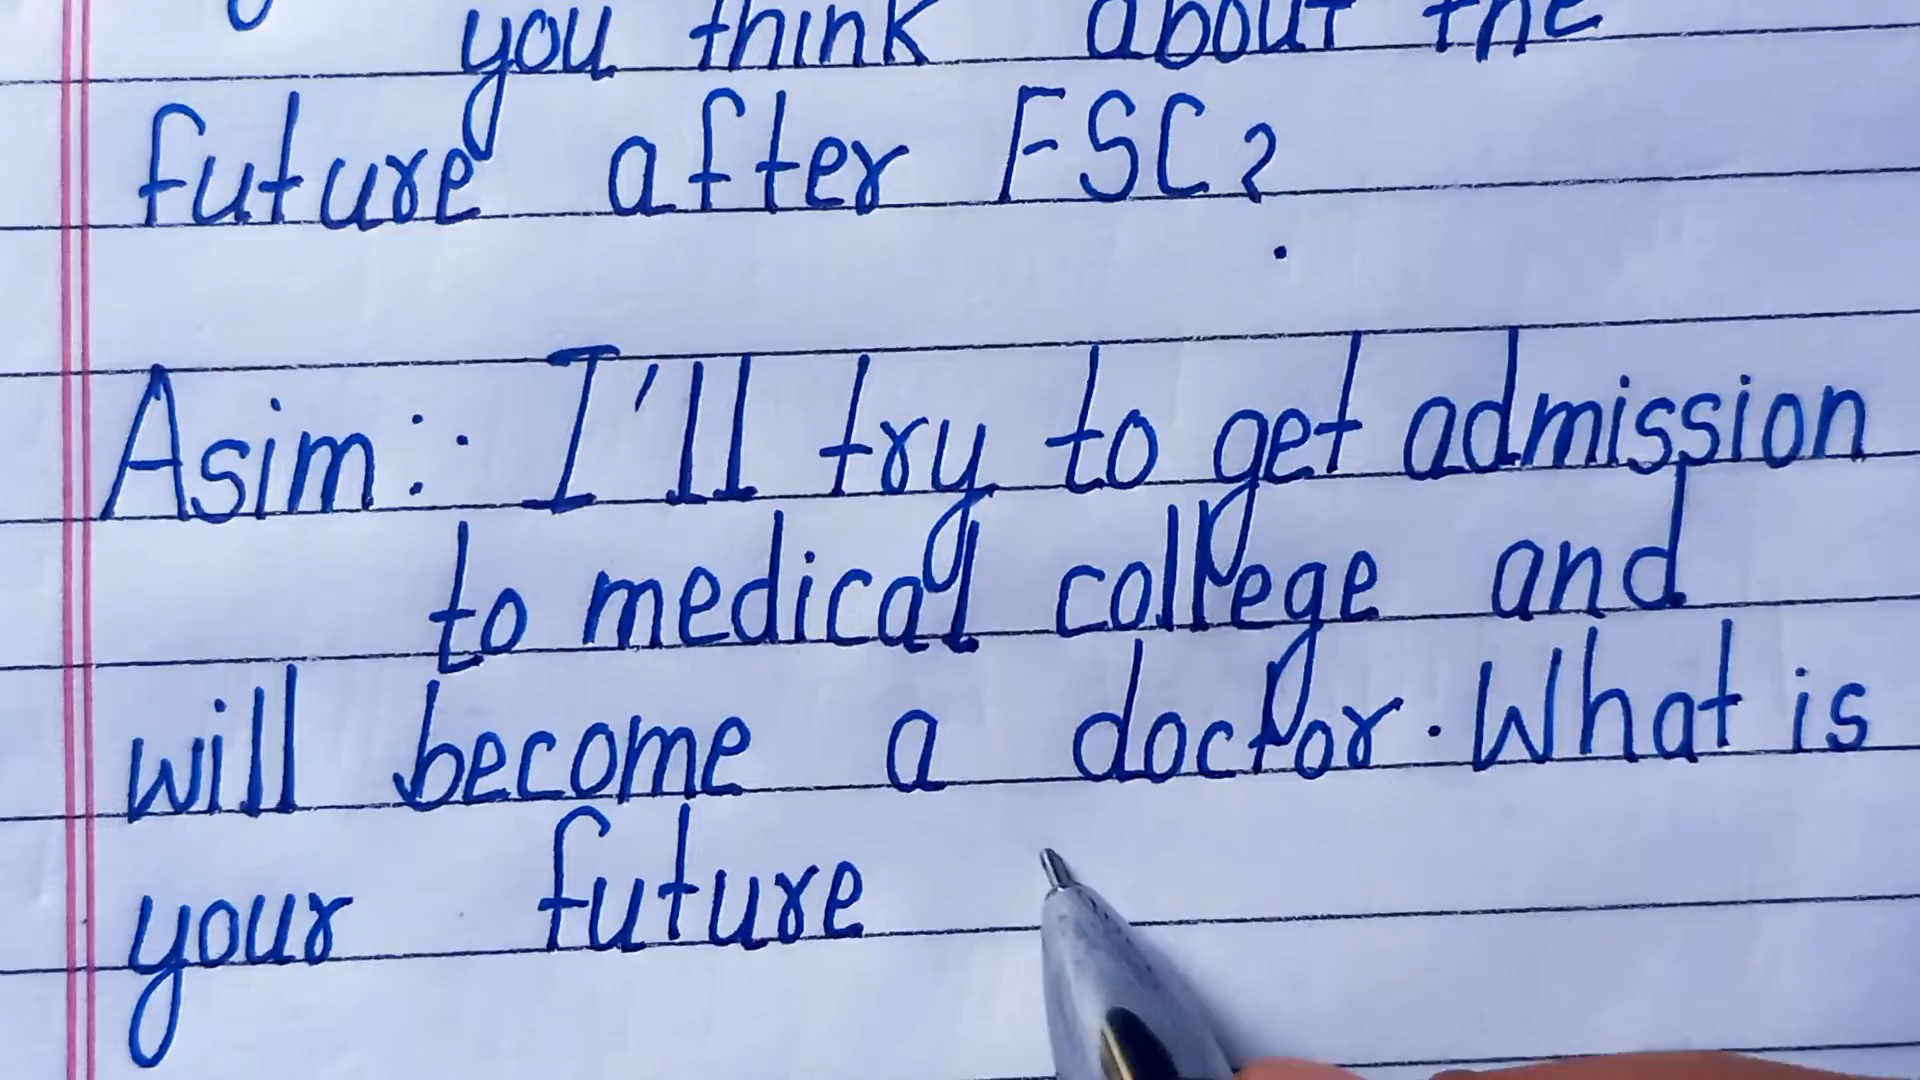 you think about the
future after FSC?
Asim:. I'll try to get admission
to medical college and
will become a doctor. What is
your future